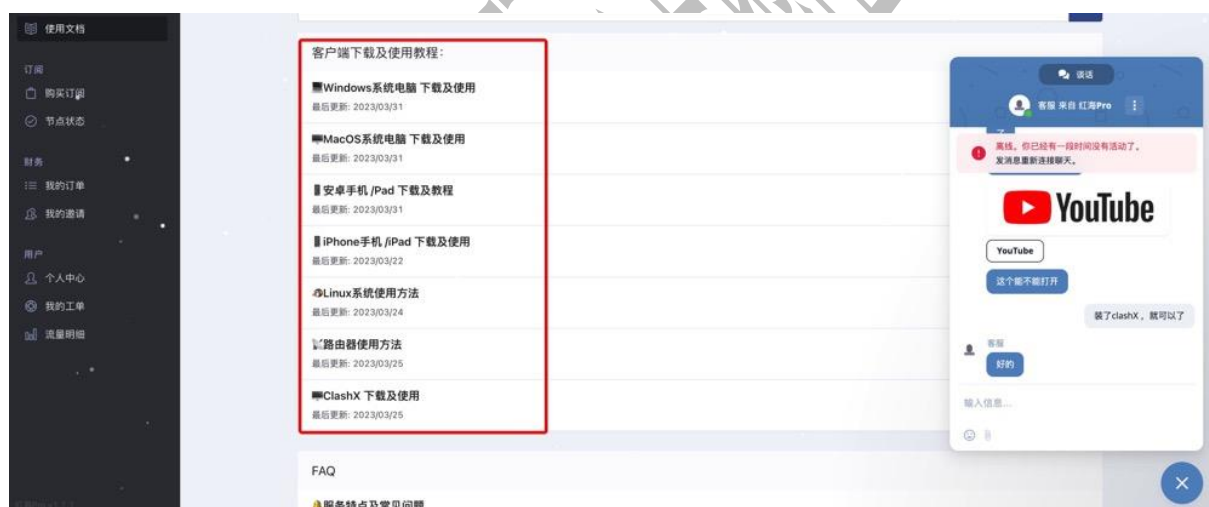 使用文档
订阅
购买订阅
节点状态
财务
我的订单
我的邀请
用户
个人中心
我的工单
流量明细
客户端下载及使用教程:
Windows系统电脑 下载及使用
最后更新: 2023/03/31
MacOS系统电脑 下载及使用
最后更新: 2023/03/31
安卓手机 /Pad 下载及教程
最后更新: 2023/03/31
iPhone手机 /iPad 下载及使用
最后更新: 2023/03/22
Linux系统使用方法
最后更新: 2023/03/24
路由器使用方法
最后更新: 2023/03/25
ClashX 下载及使用
最后更新: 2023/03/25
FAQ
服务特点及常见问题
谈话
客服 来自 红海Pro
了
离线。你已经有一段时间没有活动了。
发消息重新连接聊天。
YouTube
YouTube
这个能不能打开
装了clashX，就可以了
客服
好的
输入信息...